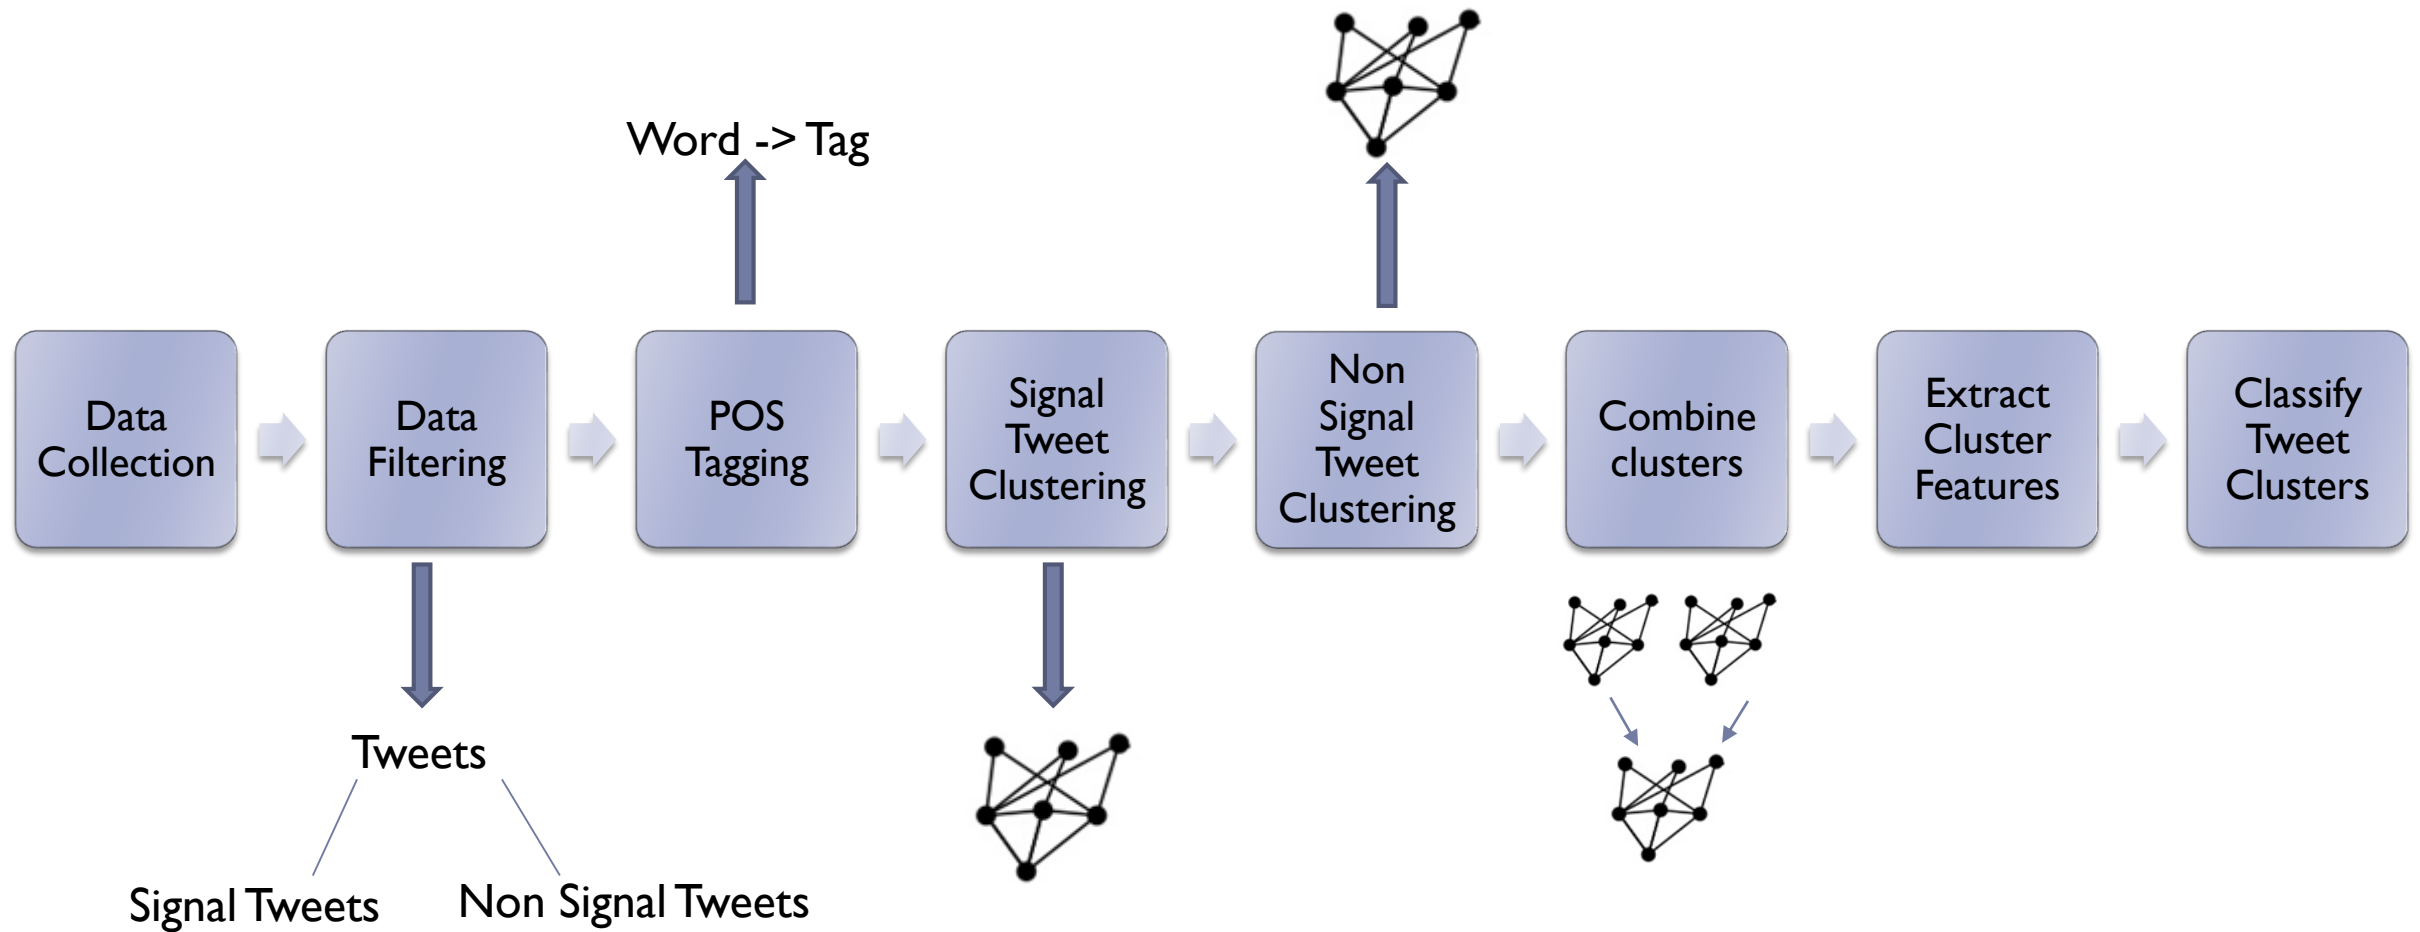 Word -> Tag
Data
Collection
Data
Filtering
POS
Tagging
Signal
Tweet
Clustering
Non
Signal
Tweet
Clustering
Combine
clusters
Extract
Cluster
Features
Classify
Tweet
Clusters
Tweets
Signal Tweets
Non Signal Tweets